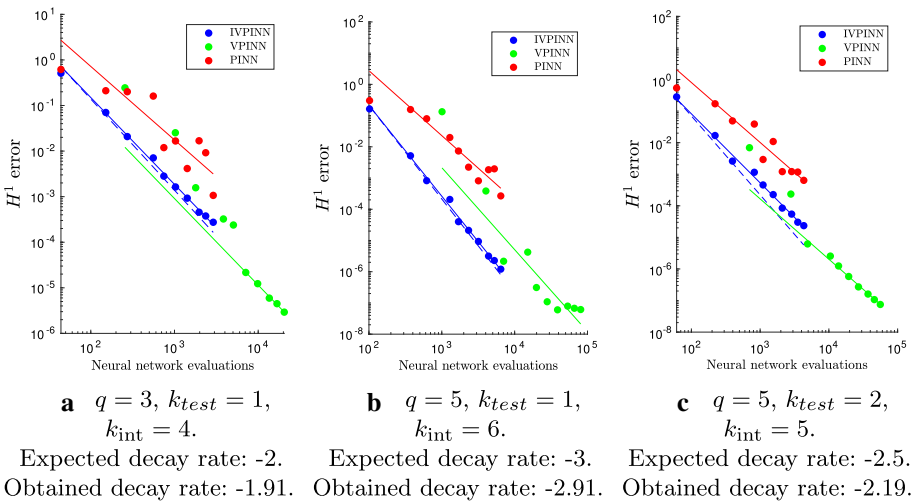 10^1
10^0
10^-1
10^-2
10^-3
10^-4
10^-5
10^-6
H^1 error
IVPINN
VPINN
PINN
10^2 10^3 10^4
Neural network evaluations
a q = 3, k_test = 1,
k_int = 4.
Expected decay rate: -2.
Obtained decay rate: -1.91.
10^2
10^0
10^-2
10^-4
10^-6
10^-8
H^1 error
IVPINN
VPINN
PINN
10^2 10^3 10^4 10^5
Neural network evaluations
b q = 5, k_test = 1,
k_int = 6.
Expected decay rate: -3.
Obtained decay rate: -2.91.
10^2
10^0
10^-2
10^-4
10^-6
10^-8
H^1 error
IVPINN
VPINN
PINN
10^2 10^3 10^4 10^5
Neural network evaluations
c q = 5, k_test = 2,
k_int = 5.
Expected decay rate: -2.5.
Obtained decay rate: -2.19.